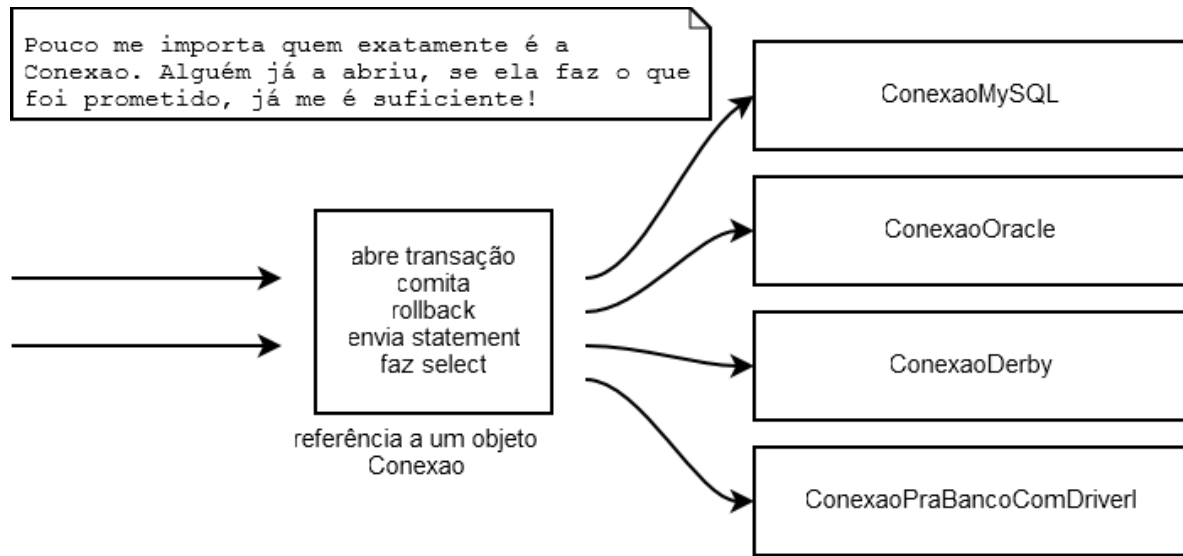 Pouco me importa quem exatamente é a
Conexao. Alguém já a abriu, se ela faz o que
foi prometido, já me é suficiente!
ConexaoMySQL
ConexaoOracle
abre transação
comita
rollback
envia statement
faz select
ConexaoDerby
referência a um objeto
Conexao
ConexaoPraBancoComDriverl